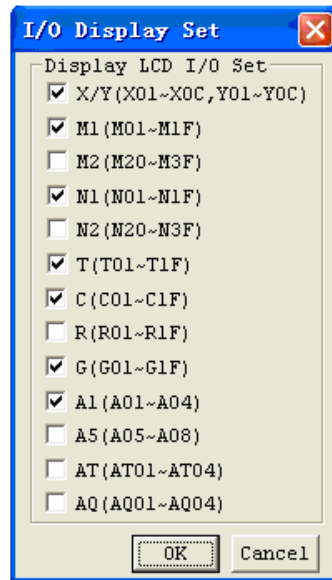 I/O Display Set
Display LCD I/O Set
X/Y(X01~X0C,Y01~Y0C)
M1(M01~M1F)
M2(M20~M3F)
N1(N01~N1F)
N2(N20~N3F)
T(T01~T1F)
C(C01~C1F)
R(R01~R1F)
G(G01~G1F)
A1(A01~A04)
A5(A05~A08)
AT(AT01~AT04)
AQ(AQ01~AQ04)
OK Cancel